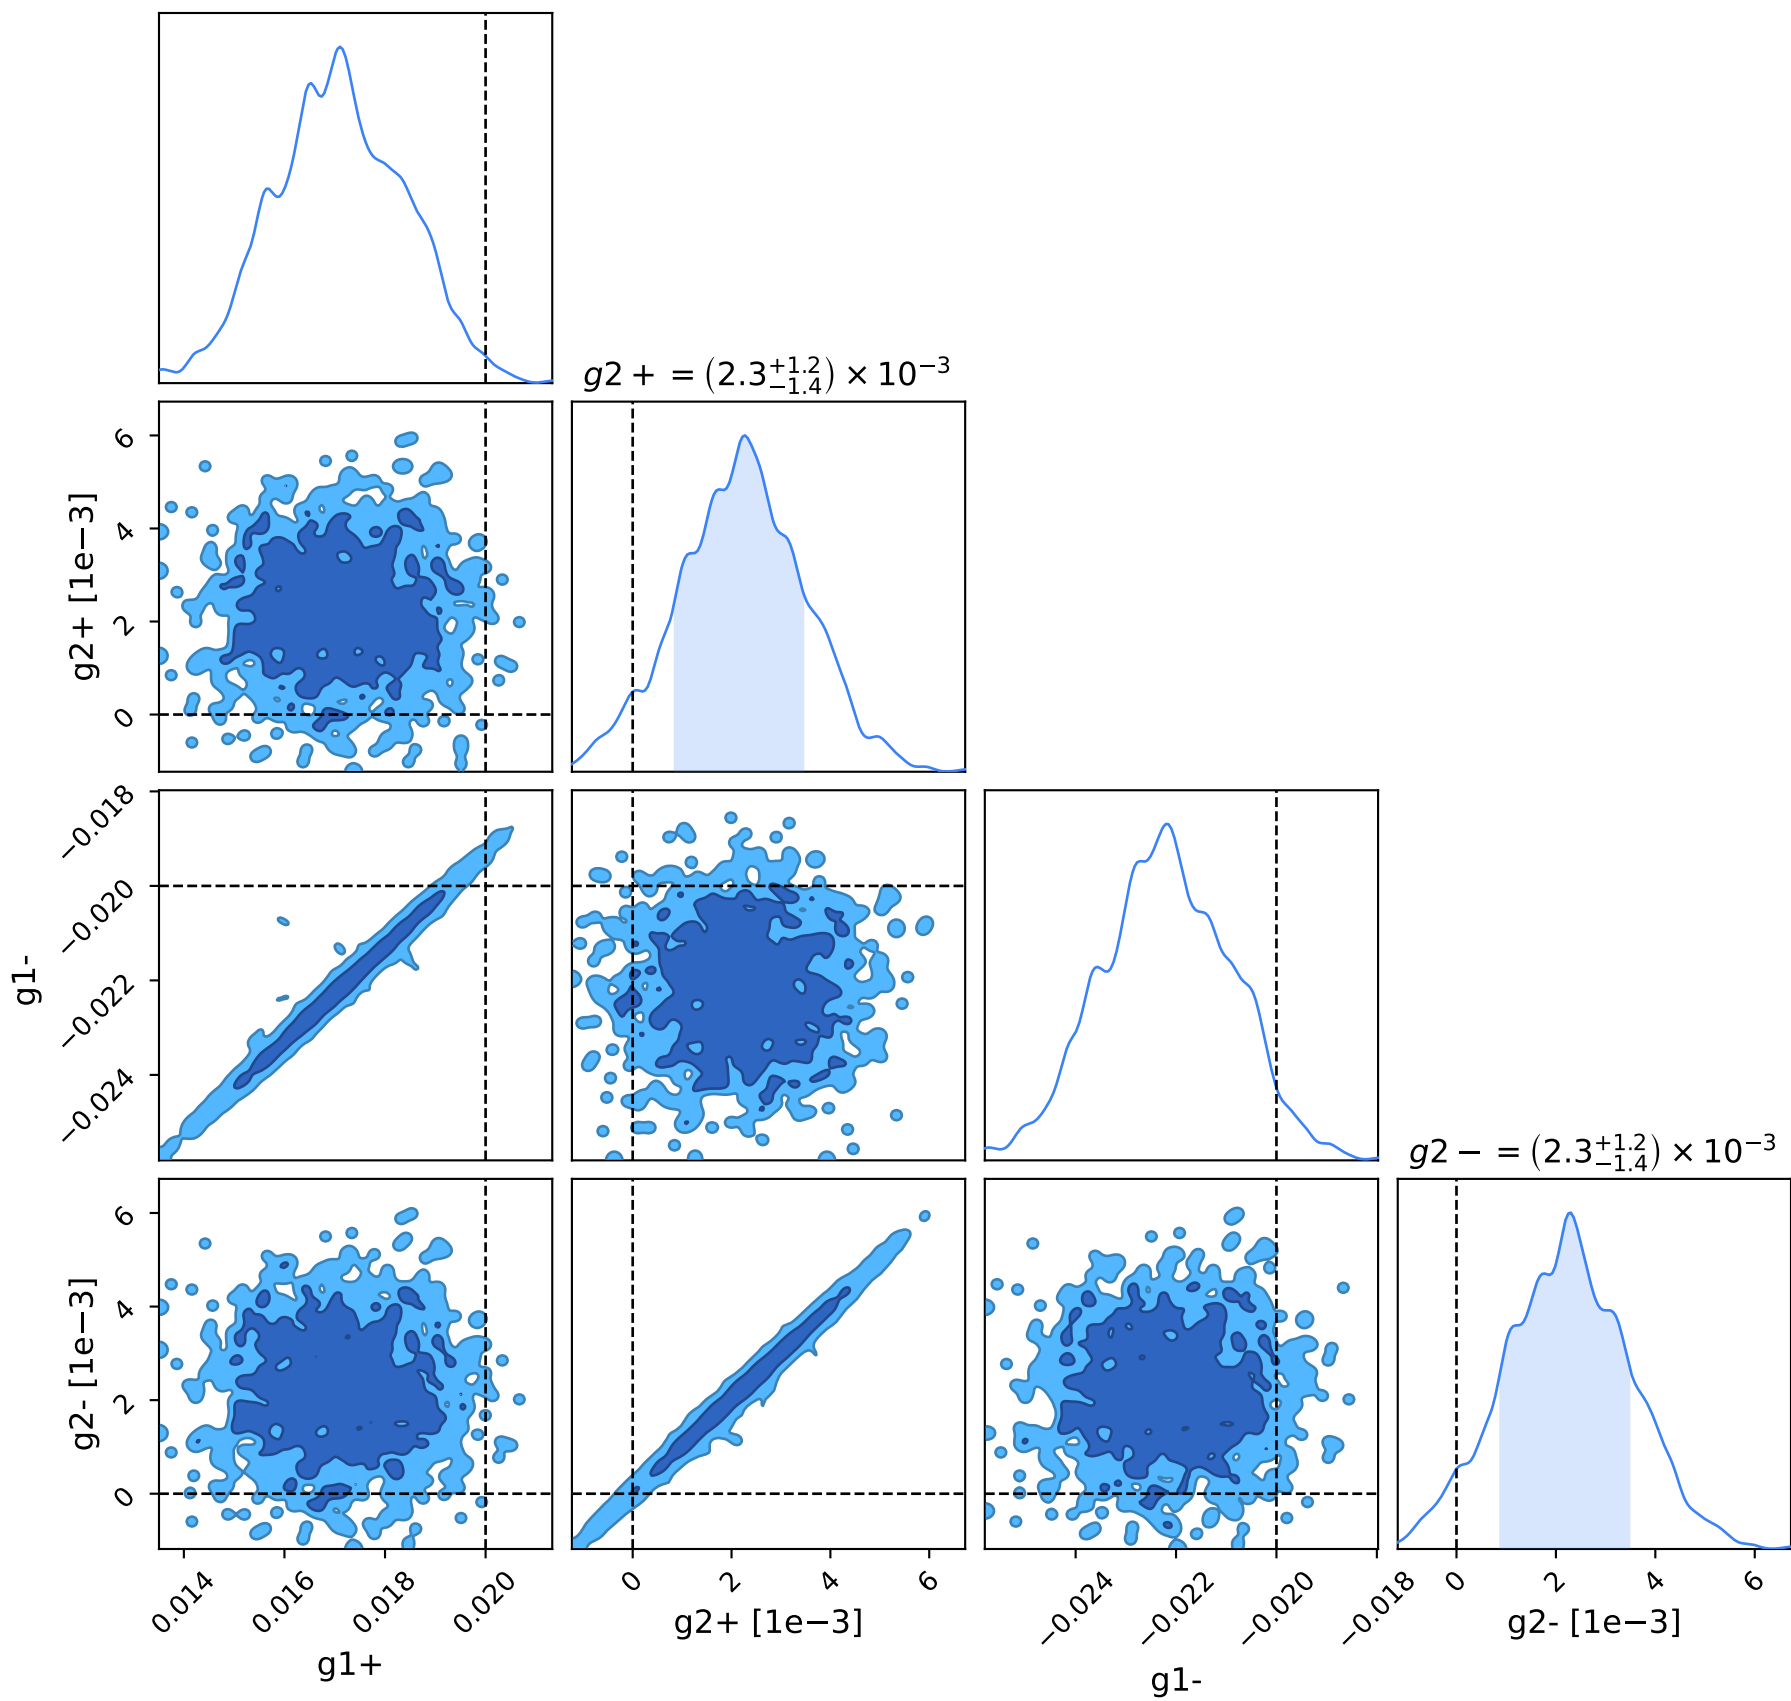 g2+ = (2.3^{+1.2}_{-1.4}) × 10^{−3}
6
4
2
0
g2+ [1e−3]
−0.018
−0.020
−0.022
−0.024
g1-
g2− = (2.3^{+1.2}_{-1.4}) × 10^{−3}
6
4
2
0
g2- [1e−3]
0.014 0.016 0.018 0.020
0 2 4 6
−0.024 −0.022 −0.020 −0.018
0 2 4 6
g1+
g2+ [1e−3]
g1-
g2- [1e−3]